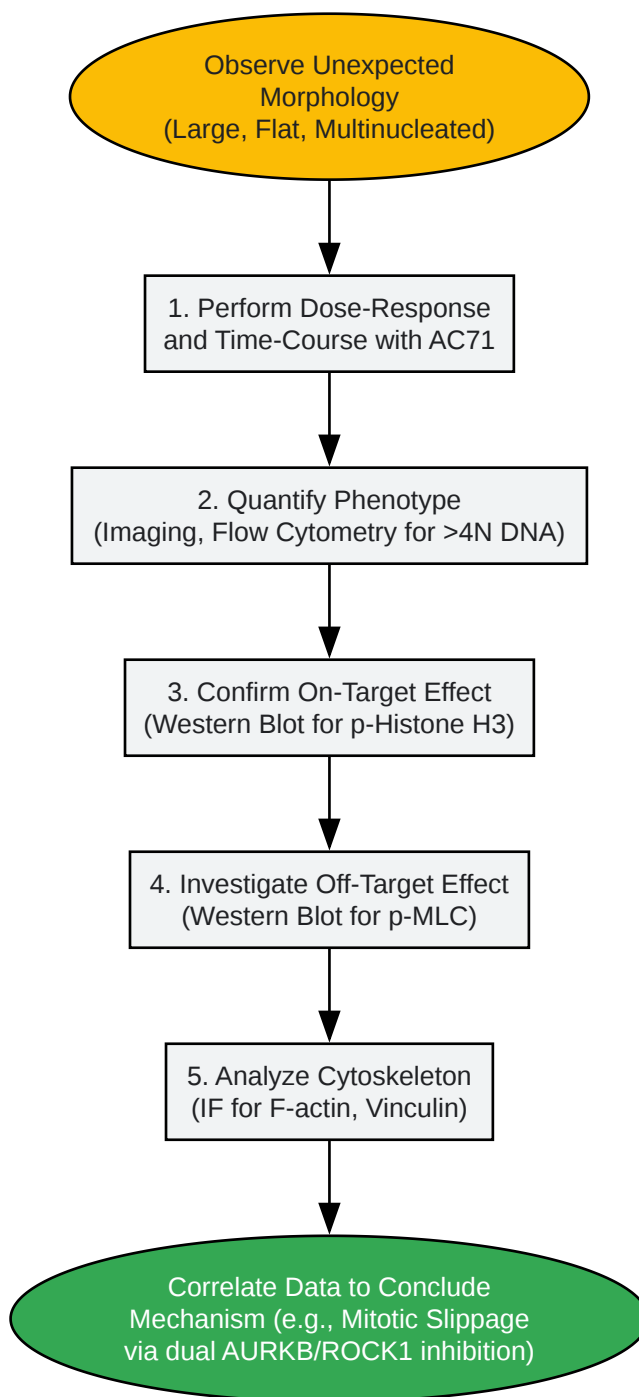 Observe Unexpected
Morphology
(Large, Flat, Multinucleated)
1. Perform Dose-Response
and Time-Course with AC71
2. Quantify Phenotype
(Imaging, Flow Cytometry for >4N DNA)
3. Confirm On-Target Effect
(Western Blot for p-Histone H3)
4. Investigate Off-Target Effect
(Western Blot for p-MLC)
5. Analyze Cytoskeleton
(IF for F-actin, Vinculin)
Correlate Data to Conclude
Mechanism (e.g., Mitotic Slippage
via dual AURKB/ROCK1 inhibition)